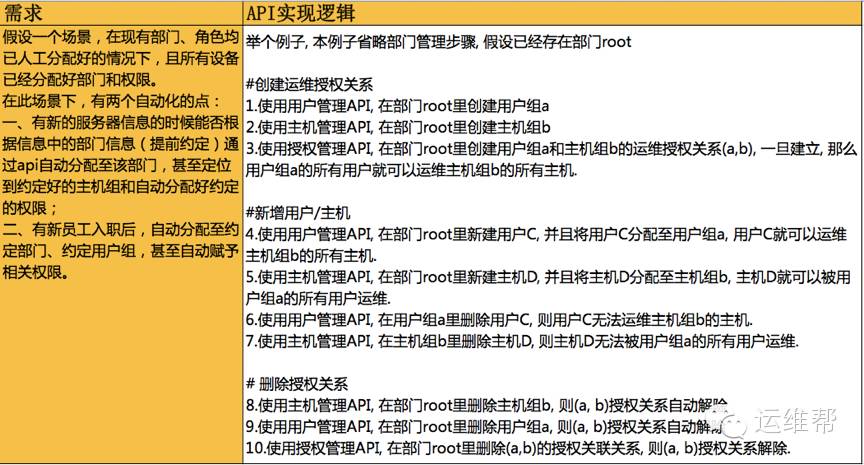 需求
API实现逻辑
假设一个场景，在现有部门、角色均
已人工分配好的情况下，且所有设备
已经分配好部门和权限。
在此场景下，有两个自动化的点：
一、有新的服务器信息的时候能否根
据信息中的部门信息（提前约定）通
过api自动分配至该部门，甚至定位
到约定好的主机组和自动分配好约定
的权限；
二、有新员工入职后，自动分配至约
定部门、约定用户组，甚至自动赋予
相关权限。
举个例子, 本例子省略部门管理步骤, 假设已经存在部门root
#创建运维授权关系
1.使用用户管理API, 在部门root里创建用户组a
2.使用主机管理API, 在部门root里创建主机组b
3.使用授权管理API, 在部门root里创建用户组a和主机组b的运维授权关系(a,b), 一旦建立, 那么
用户组a的所有用户就可以运维主机组b的所有主机.
#新增用户/主机
4.使用用户管理API, 在部门root里新建用户C, 并且将用户C分配至用户组a, 用户C就可以运维
主机组b的所有主机.
5.使用主机管理API, 在部门root里新建主机D, 并且将主机D分配至主机组b, 主机D就可以被用
户组a的所有用户运维.
6.使用用户管理API, 在用户组a里删除用户C, 则用户C无法运维主机组b的主机.
7.使用主机管理API, 在主机组b里删除主机D, 则主机D无法被用户组a的所有用户运维.
# 删除授权关系
8.使用主机管理API, 在部门root里删除主机组b, 则(a, b)授权关系自动解除
9.使用用户管理API, 在部门root里删除用户组a, 则(a, b)授权关系自动解除
10.使用授权管理API, 在部门root里删除(a,b)的授权关联关系, 则(a, b)授权关系解除.
运维帮